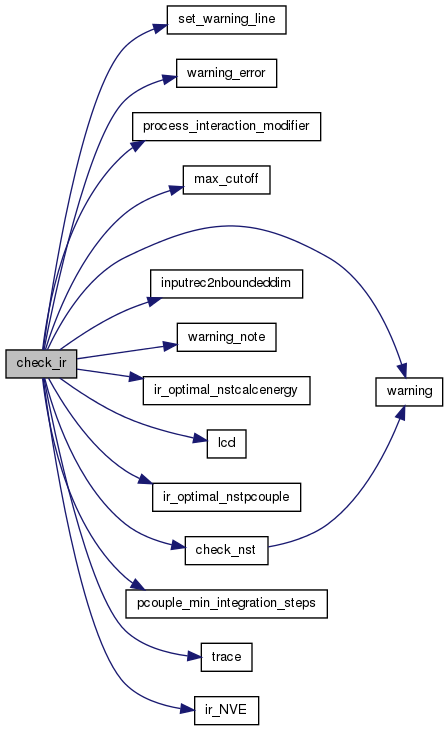 set_warning_line
warning_error
process_interaction_modifier
max_cutoff
inputrec2nboundeddim
warning_note
check_ir
ir_optimal_nstcalcenergy
warning
lcd
ir_optimal_nstpcouple
check_nst
pcouple_min_integration_steps
trace
ir_NVE